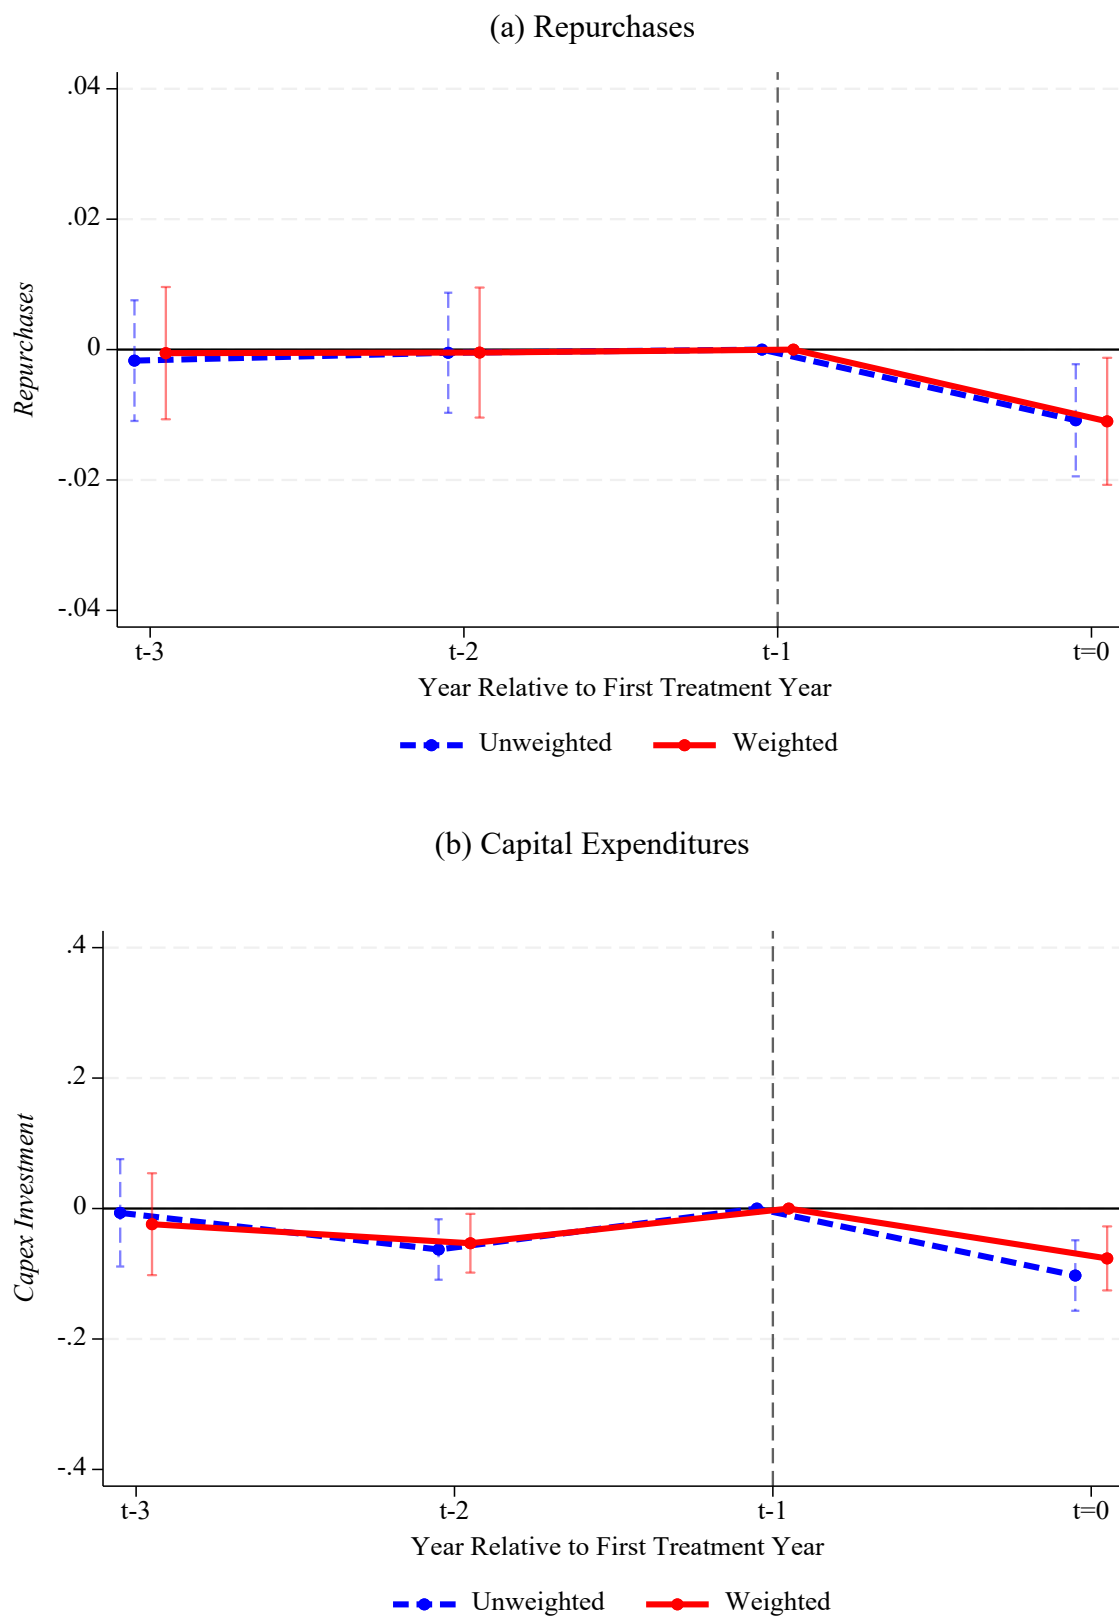 (a) Repurchases
.04
.02
0
-.02
-.04
Repurchases
t-3 t-2 t-1 t=0
Year Relative to First Treatment Year
Unweighted Weighted
(b) Capital Expenditures
.4
.2
0
-.2
-.4
Capex Investment
t-3 t-2 t-1 t=0
Year Relative to First Treatment Year
Unweighted Weighted